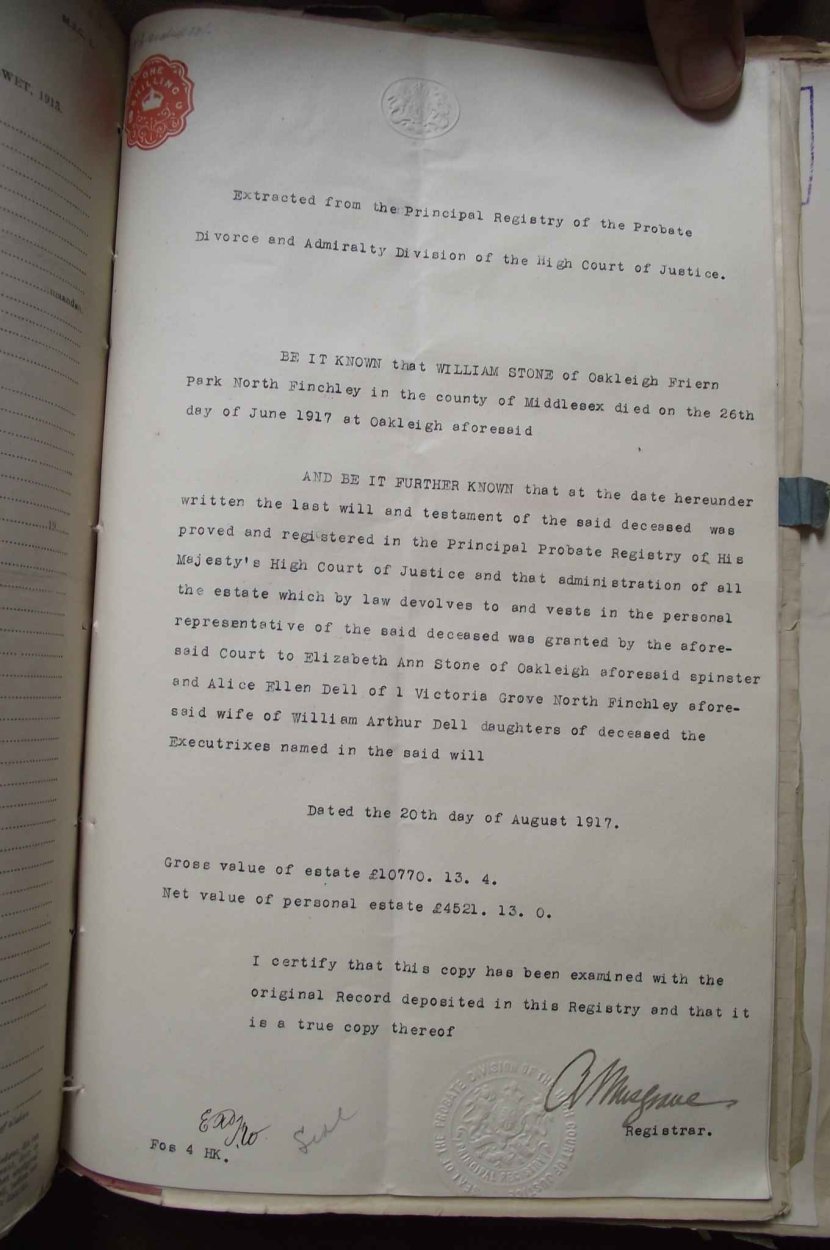 WET, 1915.
ONE
SHILLING
Extracted from the Principal Registry of the Probate
Divorce and Admiralty Division of the High Court of Justice.
BE IT KNOWN that WILLIAM STONE of Oakleigh Friern
Park North Finchley in the county of Middlesex died on the 26th
day of June 1917 at Oakleigh aforesaid
AND BE IT FURTHER KNOWN that at the date hereunder
written the last will and testament of the said deceased was
proved and registered in the Principal Probate Registry of His
Majesty's High Court of Justice and that administration of all
the estate which by law devolves to and vests in the personal
representative of the said deceased was granted by the afore-
said Court to Elizabeth Ann Stone of Oakleigh aforesaid spinster
and Alice Ellen Dell of 1 Victoria Grove North Finchley afore-
said wife of William Arthur Dell daughters of deceased the
Executrixes named in the said will
Dated the 20th day of August 1917.
Gross value of estate £10770. 13. 4.
Net value of personal estate £4521. 13. 0.
I certify that this copy has been examined with the
original Record deposited in this Registry and that it
is a true copy thereof
A Musgrave
Registrar.
Seal
Fos 4 HK.